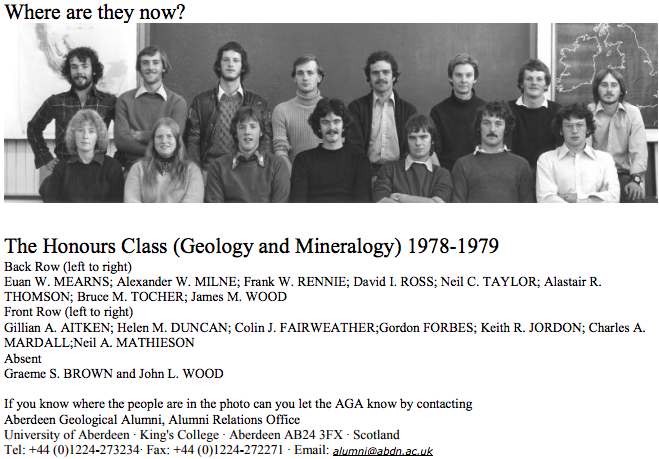 Where are they now?
The Honours Class (Geology and Mineralogy) 1978-1979
Back Row (left to right)
Euan W. MEARNS; Alexander W. MILNE; Frank W. RENNIE; David I. ROSS; Neil C. TAYLOR; Alastair R.
THOMSON; Bruce M. TOCHER; James M. WOOD
Front Row (left to right)
Gillian A. AITKEN; Helen M. DUNCAN; Colin J. FAIRWEATHER;Gordon FORBES; Keith R. JORDON; Charles A.
MARDALL;Neil A. MATHIESON
Absent
Graeme S. BROWN and John L. WOOD
If you know where the people are in the photo can you let the AGA know by contacting
Aberdeen Geological Alumni, Alumni Relations Office
University of Aberdeen · King's College · Aberdeen AB24 3FX · Scotland
Tel: +44 (0)1224-273234· Fax: +44 (0)1224-272271 · Email: alumni@abdn.ac.uk